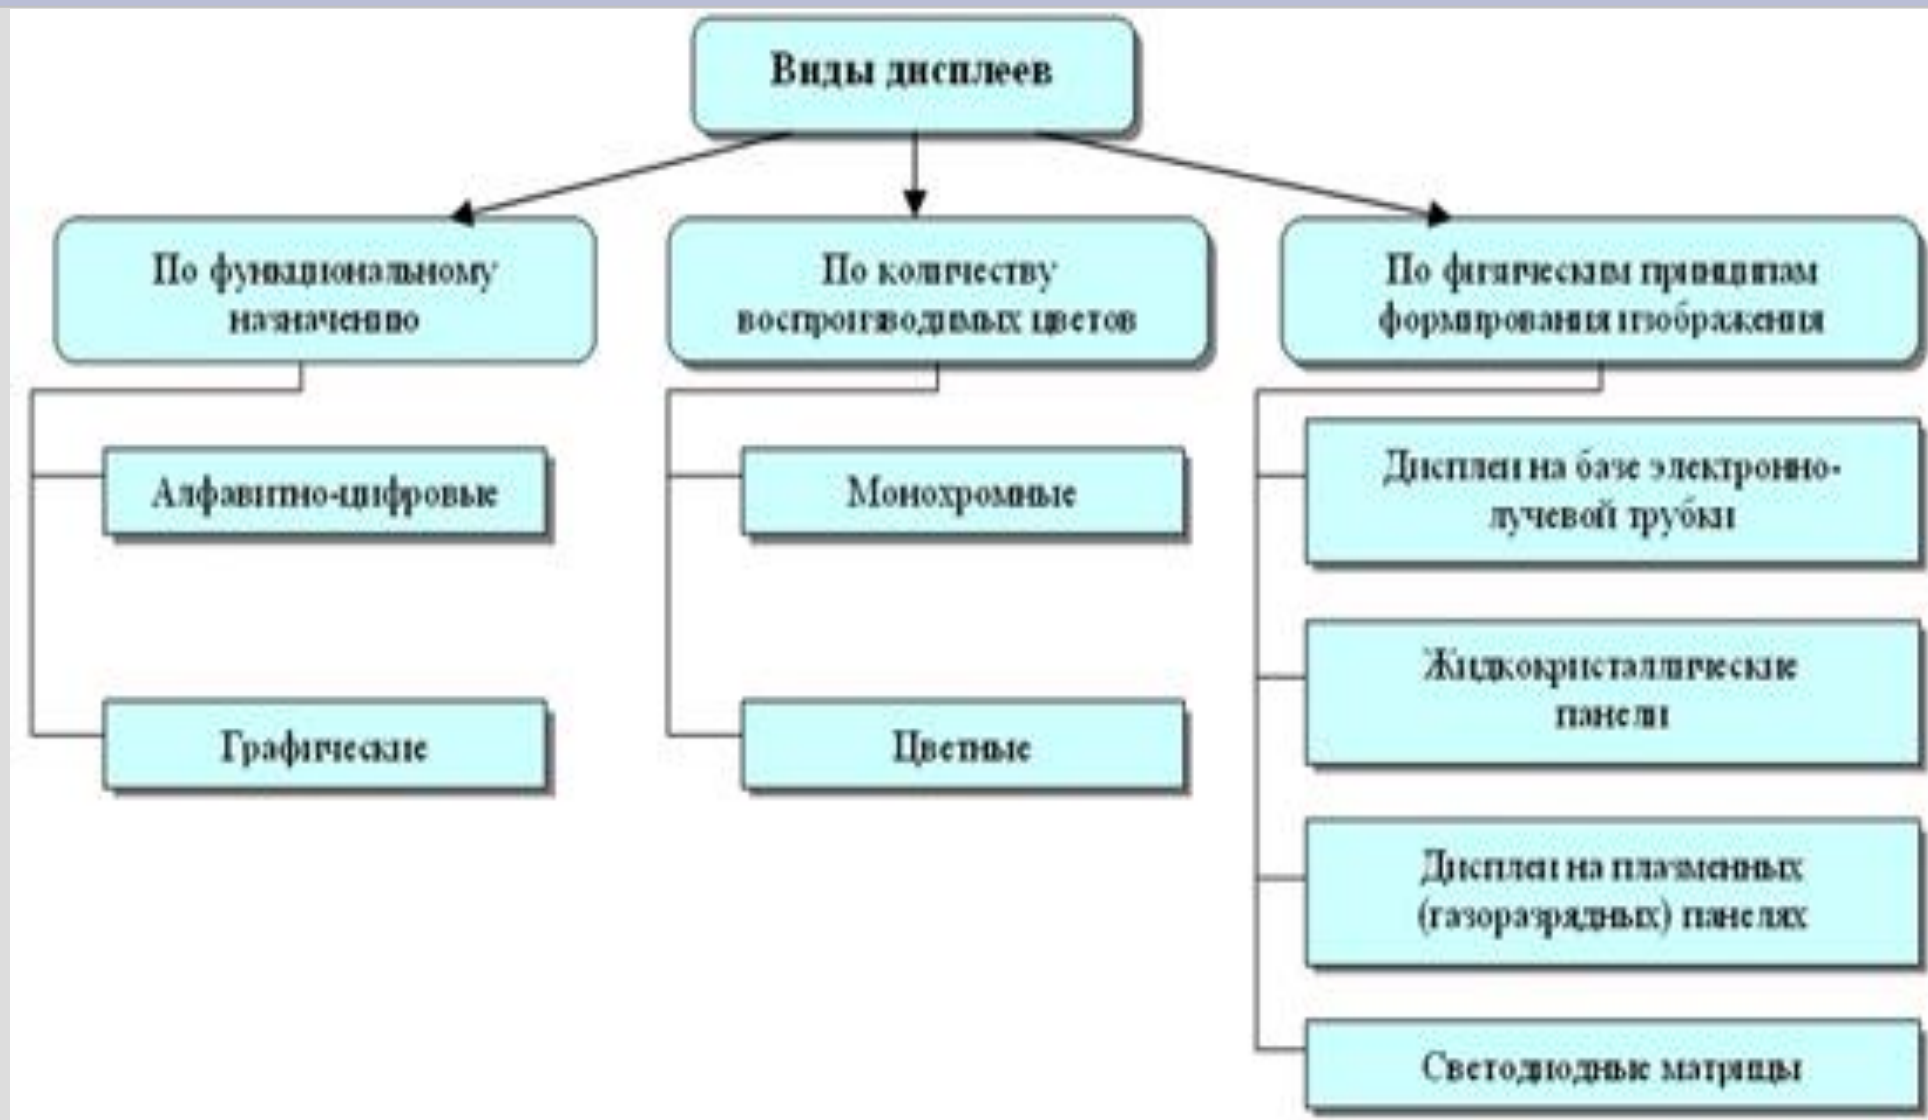 Виды дисплеев
По функциональному
назначению
Алфавитно-цифровые
Графические
По количеству
воспроизводимых цветов
Монохромные
Цветные
По физическим принципам
формирования изображения
Дисплеи на базе электронно-
лучевой трубки
Жидкокристаллические
панели
Дисплеи на плазменных
(газоразрядных) панелях
Светодиодные матрицы